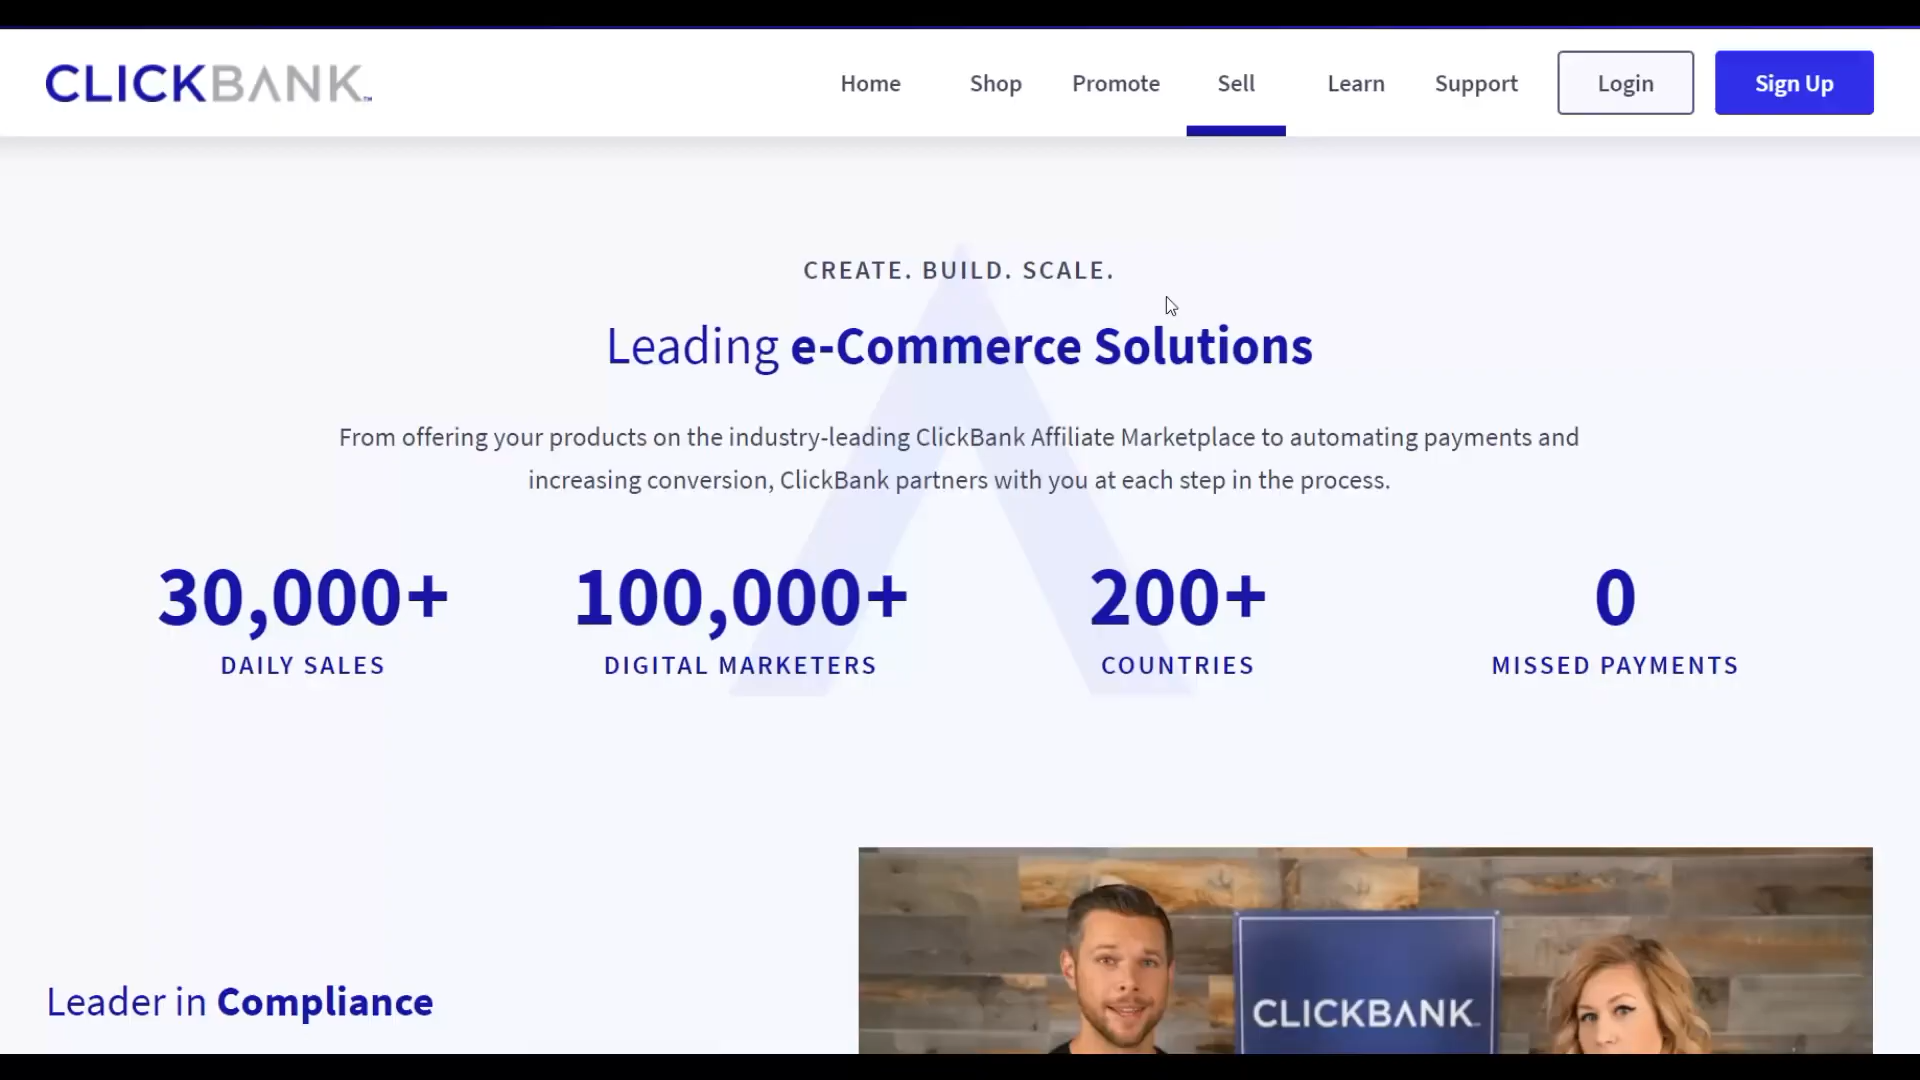 CLICKBANK™
Home Shop Promote Sell Learn Support Login Sign Up
CREATE. BUILD. SCALE.
Leading e-Commerce Solutions
From offering your products on the industry-leading ClickBank Affiliate Marketplace to automating payments and
increasing conversion, ClickBank partners with you at each step in the process.
30,000+ 100,000+ 200+ 0
DAILY SALES DIGITAL MARKETERS COUNTRIES MISSED PAYMENTS
Leader in Compliance
CLICKBANK